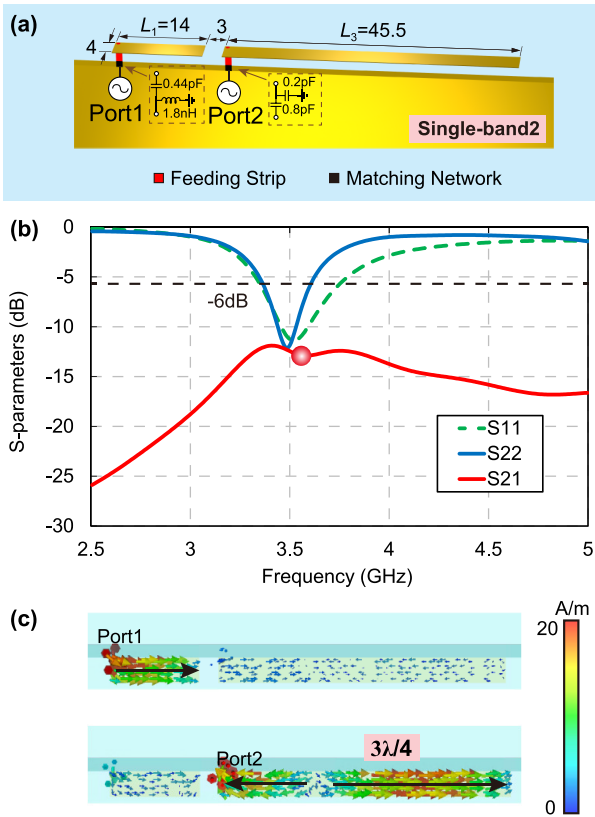 (a)
L1=14
3
L3=45.5
4
0.44pF
1.8nH
0.2pF
0.8pF
Port1
Port2
Single-band2
Feeding Strip
Matching Network
(b)
0
-5
-10
-15
-20
-25
-30
S-parameters (dB)
-6dB
S11
S22
S21
2.5 3 3.5 4 4.5 5
Frequency (GHz)
(c)
A/m
20
0
Port1
Port2
3λ/4